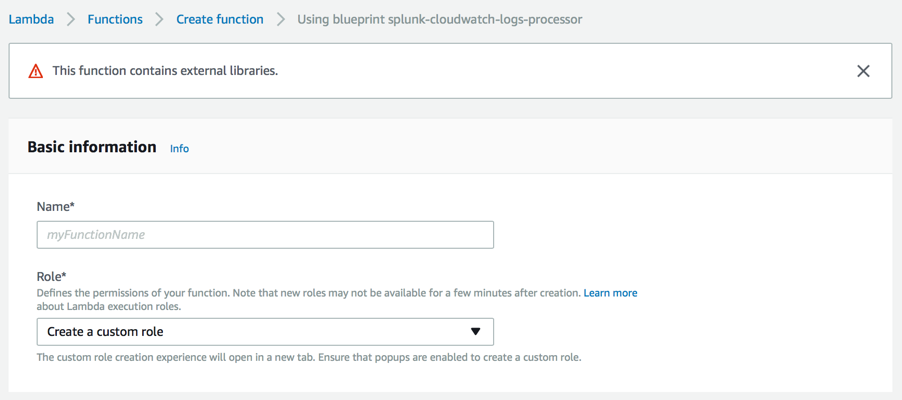 Lambda > Functions > Create function > Using blueprint splunk-cloudwatch-logs-processor
This function contains external libraries.
Basic information Info
Name*
myFunctionName
Role*
Defines the permissions of your function. Note that new roles may not be available for a few minutes after creation. Learn more
about Lambda execution roles.
Create a custom role
The custom role creation experience will open in a new tab. Ensure that popups are enabled to create a custom role.